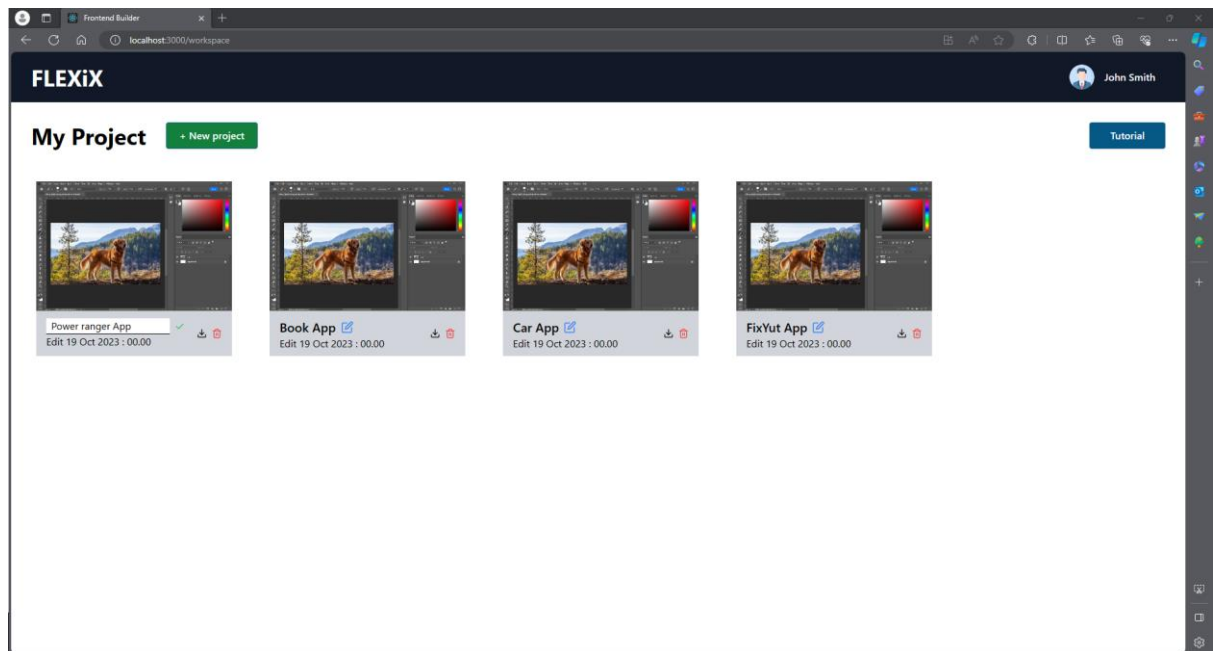 Frontend Builder
localhost:3000/workspace
FLEXiX
John Smith
My Project
+ New project
Tutorial
Power ranger App
Edit 19 Oct 2023 : 00.00
Book App
Edit 19 Oct 2023 : 00.00
Car App
Edit 19 Oct 2023 : 00.00
FixYut App
Edit 19 Oct 2023 : 00.00